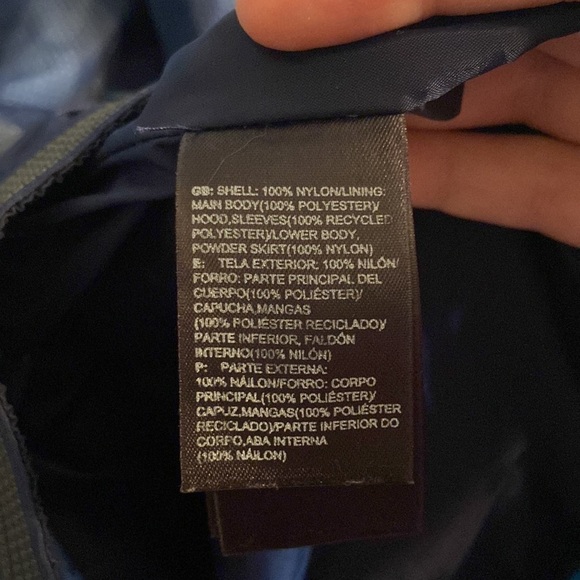 GB: SHELL: 100% NYLON/LINING:
MAIN BODY(100% POLYESTER)/
HOOD,SLEEVES(100% RECYCLED
POLYESTER)/LOWER BODY,
POWDER SKIRT(100% NYLON)
E: TELA EXTERIOR: 100% NILÓN/
FORRO: PARTE PRINCIPAL DEL
CUERPO(100% POLIÉSTER)/
CAPUCHA,MANGAS
(100% POLIÉSTER RECICLADO)/
PARTE INFERIOR, FALDÓN
INTERNO(100% NILÓN)
P: PARTE EXTERNA:
100% NÁILON/FORRO: CORPO
PRINCIPAL(100% POLIÉSTER)/
CAPUZ,MANGAS(100% POLIÉSTER
RECICLADO)/PARTE INFERIOR DO
CORPO,ABA INTERNA
(100% NÁILON)